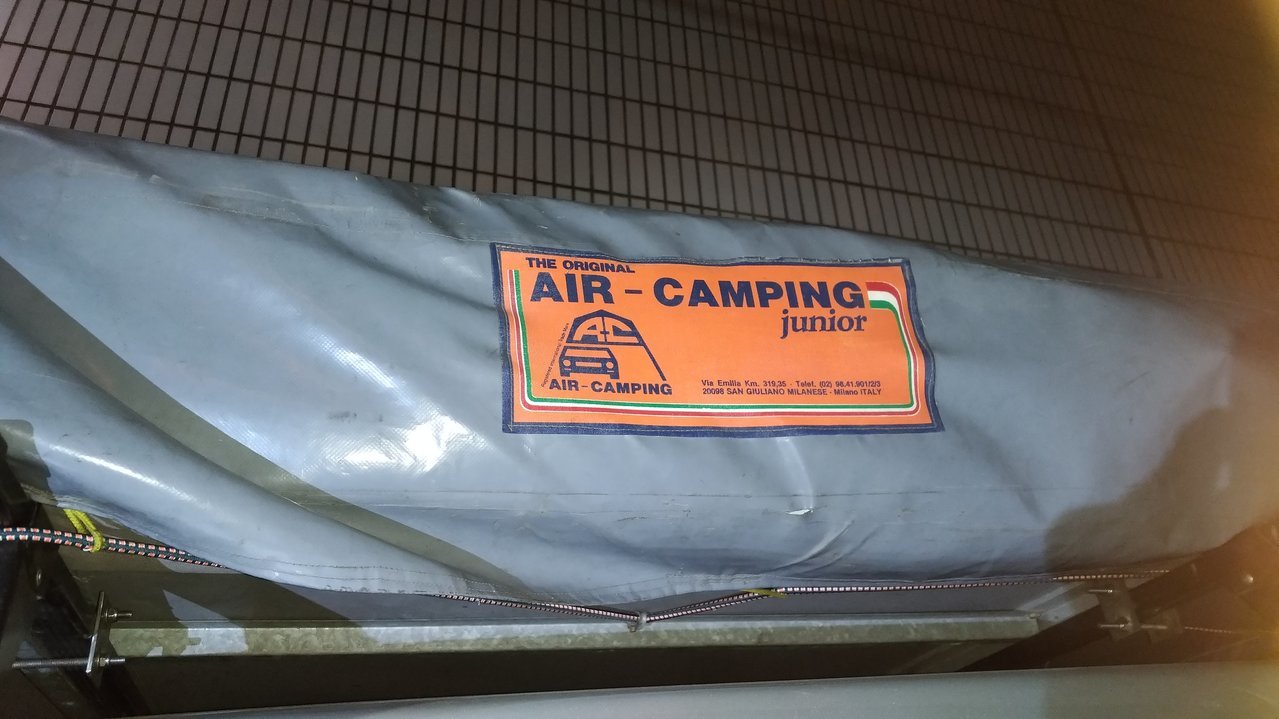 THE ORIGINAL
AIR - CAMPING
junior
A-C
AIR-CAMPING
Via Emilia Km. 319,35 - Telef. (02) 98.41.901/2/3
20098 SAN GIULIANO MILANESE - Milano ITALY